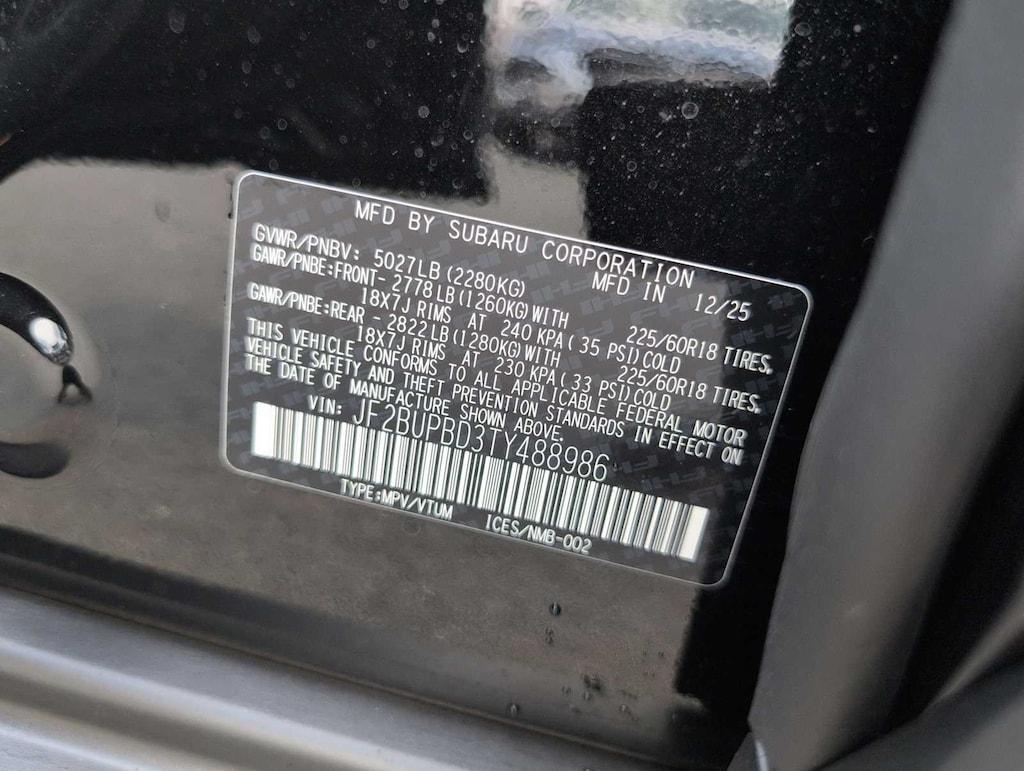 MFD BY SUBARU CORPORATION
MFD IN 12/25
GVWR/PNBV: 5027LB(2280KG)
GAWR/PNBE:FRONT- 2778LB(1260KG)WITH 225/60R18 TIRES,
18X7J RIMS AT 240 KPA( 35 PSI)COLD
GAWR/PNBE:REAR - 2822LB(1280KG)WITH 225/60R18 TIRES,
18X7J RIMS AT 230 KPA( 33 PSI)COLD
THIS VEHICLE CONFORMS TO ALL APPLICABLE FEDERAL MOTOR
VEHICLE SAFETY AND THEFT PREVENTION STANDARDS IN EFFECT ON
THE DATE OF MANUFACTURE SHOWN ABOVE.
VIN: JF2BUPBD3TY488986
TYPE:MPV/VTUM ICES/NMB-002